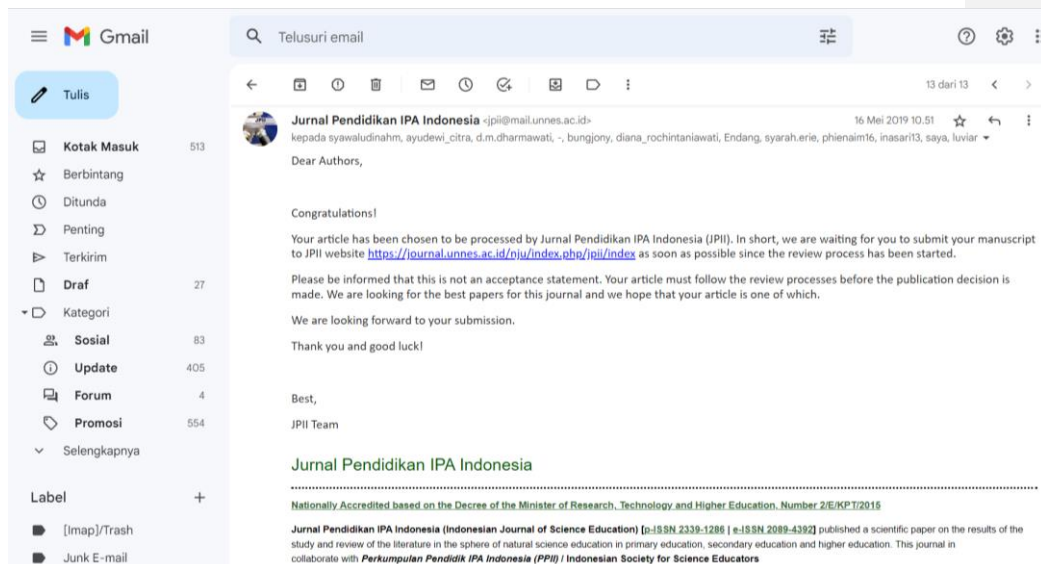 Gmail
Telusuri email
Tulis
13 dari 13
Kotak Masuk 513
Berbintang
Ditunda
Penting
Terkirim
Draf 27
Kategori
Sosial 83
Update 405
Forum 4
Promosi 554
Selengkapnya
Label
[Imap]/Trash
Junk E-mail
Jurnal Pendidikan IPA Indonesia <jpii@mail.unnes.ac.id> 16 Mei 2019 10.51
kepada syawaludinahm, ayudewi_citra, d.m.dharmawati, -, bungjony, diana_rochintaniawati, Endang, syarah.erie, phienaim16, inasari13, saya, luviar
Dear Authors,
Congratulations!
Your article has been chosen to be processed by Jurnal Pendidikan IPA Indonesia (JPII). In short, we are waiting for you to submit your manuscript
to JPII website https://journal.unnes.ac.id/nju/index.php/jpii/index as soon as possible since the review process has been started.
Please be informed that this is not an acceptance statement. Your article must follow the review processes before the publication decision is
made. We are looking for the best papers for this journal and we hope that your article is one of which.
We are looking forward to your submission.
Thank you and good luck!
Best,
JPII Team
Jurnal Pendidikan IPA Indonesia
Nationally Accredited based on the Decree of the Minister of Research, Technology and Higher Education, Number 2/E/KPT/2015
Jurnal Pendidikan IPA Indonesia (Indonesian Journal of Science Education) [p-ISSN 2339-1286 | e-ISSN 2089-4392] published a scientific paper on the results of the
study and review of the literature in the sphere of natural science education in primary education, secondary education and higher education. This journal in
collaborate with Perkumpulan Pendidik IPA Indonesia (PPII) / Indonesian Society for Science Educators